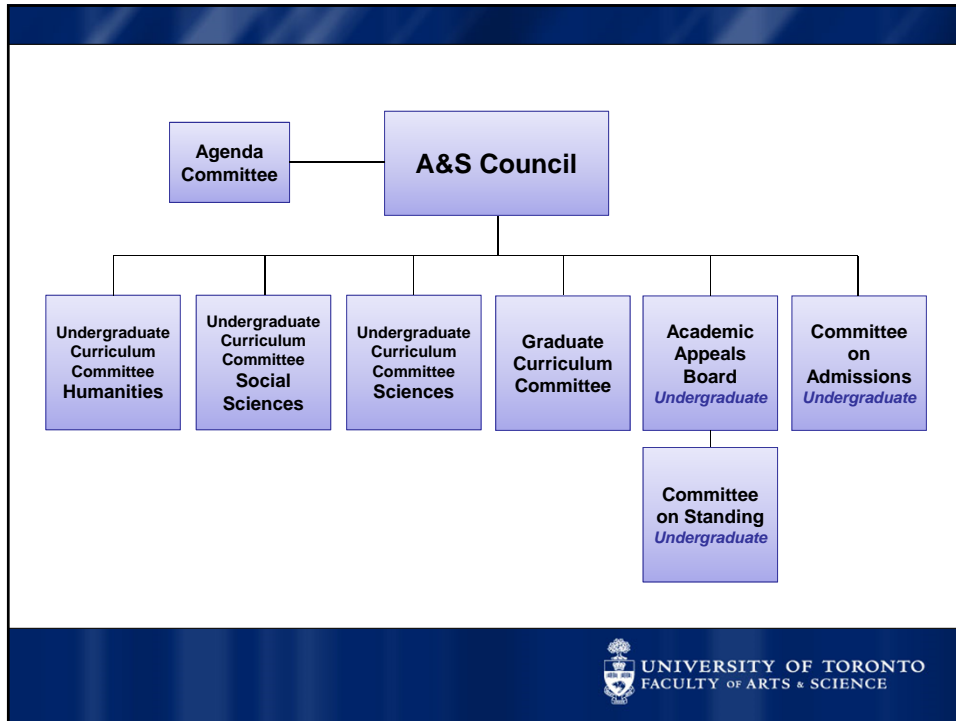 Agenda
Committee
A&S Council
Undergraduate
Curriculum
Committee
Humanities
Undergraduate
Curriculum
Committee
Social
Sciences
Undergraduate
Curriculum
Committee
Sciences
Graduate
Curriculum
Committee
Academic
Appeals
Board
Undergraduate
Committee
on
Admissions
Undergraduate
Committee
on Standing
Undergraduate
UNIVERSITY OF TORONTO
FACULTY OF ARTS & SCIENCE